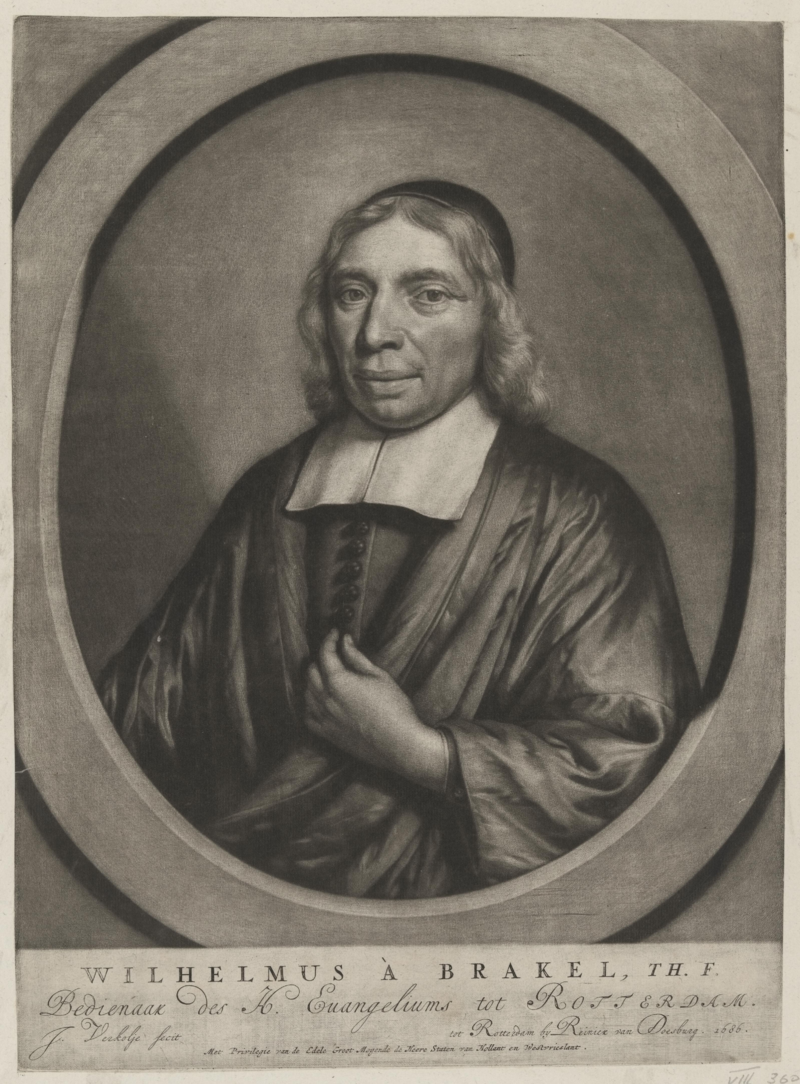 WILHELMUS À BRAKEL, TH. F.
Bedienaar des H. Euangeliums tot ROTTERDAM.
J. Verkolje fecit. tot Rotterdam by Reinier van Doesburg. 1686.
Met Privilegie van de Edele Groot Mogende de Heere Staten van Hollant en Westvrieslant.
VIII 360